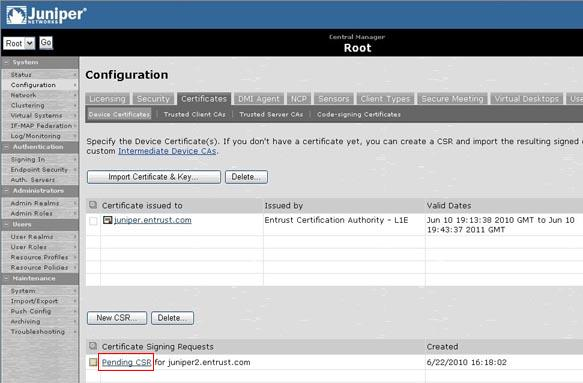 Juniper®
NETWORKS
Root Go
Central Manager
Root
System
Status
Configuration
Network
Clustering
Virtual Systems
IF-MAP Federation
Log/Monitoring
Authentication
Signing In
Endpoint Security
Auth. Servers
Administrators
Admin Realms
Admin Roles
Users
User Realms
User Roles
Resource Profiles
Resource Policies
Maintenance
System
Import/Export
Push Config
Archiving
Troubleshooting
Configuration
Licensing Security Certificates DMI Agent NCP Sensors Client Types Secure Meeting Virtual Desktops Use
Device Certificates | Trusted Client CAs | Trusted Server CAs | Code-signing Certificates
Specify the Device Certificate(s). If you don't have a certificate yet, you can create a CSR and import the resulting signed c
custom Intermediate Device CAs.
Import Certificate & Key... Delete...
Certificate issued to Issued by Valid Dates
juniper.entrust.com Entrust Certification Authority - L1E Jun 10 19:13:38 2010 GMT to Jun
10 19:43:37 2011 GMT
New CSR... Delete...
Certificate Signing Requests Created
Pending CSR for juniper2.entrust.com 6/22/2010 16:18:02